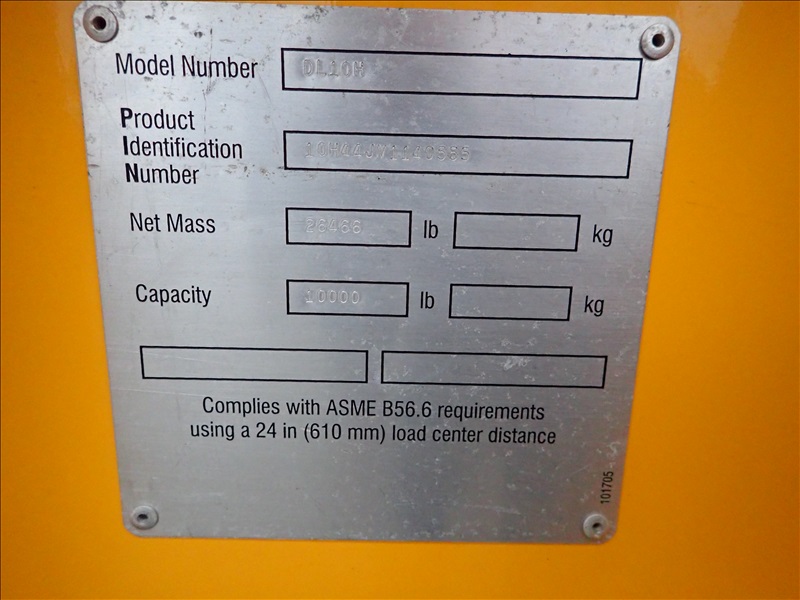 Model Number DL10H
Product
Identification
Number
Net Mass 26466 lb kg
Capacity 10000 lb kg
Complies with ASME B56.6 requirements
using a 24 in (610 mm) load center distance
101705